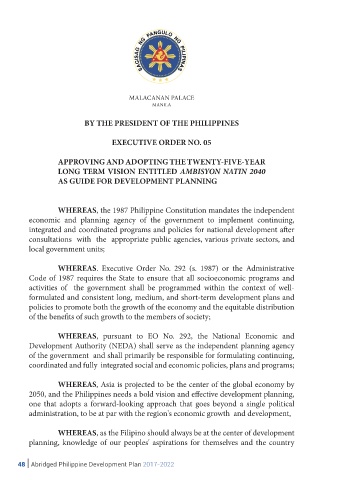 SAGISAG NG PANGULO NG PILIPINAS
MALACAÑAN PALACE
MANILA
BY THE PRESIDENT OF THE PHILIPPINES
EXECUTIVE ORDER NO. 05
APPROVING AND ADOPTING THE TWENTY-FIVE-YEAR
LONG TERM VISION ENTITLED AMBISYON NATIN 2040
AS GUIDE FOR DEVELOPMENT PLANNING
WHEREAS, the 1987 Philippine Constitution mandates the independent
economic and planning agency of the government to implement continuing,
integrated and coordinated programs and policies for national development after
consultations with the appropriate public agencies, various private sectors, and
local government units;
WHEREAS. Executive Order No. 292 (s. 1987) or the Administrative
Code of 1987 requires the State to ensure that all socioeconomic programs and
activities of the government shall be programmed within the context of well-
formulated and consistent long, medium, and short-term development plans and
policies to promote both the growth of the economy and the equitable distribution
of the benefits of such growth to the members of society;
WHEREAS, pursuant to EO No. 292, the National Economic and
Development Authority (NEDA) shall serve as the independent planning agency
of the government and shall primarily be responsible for formulating continuing,
coordinated and fully integrated social and economic policies, plans and programs;
WHEREAS, Asia is projected to be the center of the global economy by
2050, and the Philippines needs a bold vision and effective development planning,
one that adopts a forward-looking approach that goes beyond a single political
administration, to be at par with the region's economic growth and development,
WHEREAS, as the Filipino should always be at the center of development
planning, knowledge of our peoples' aspirations for themselves and the country
48 Abridged Philippine Development Plan 2017-2022